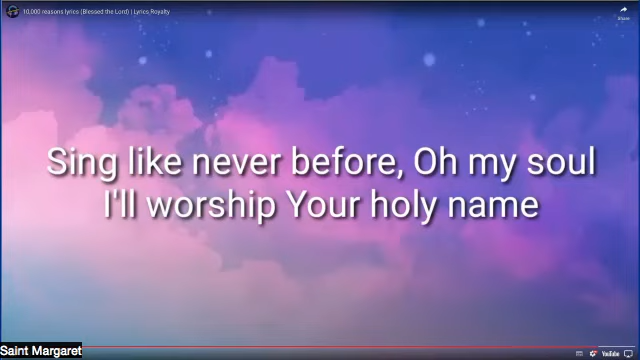 10,000 reasons lyrics (Blessed the Lord) | Lyrics Royalty
Share
Sing like never before, Oh my soul
I'll worship Your holy name
Saint Margaret
YouTube